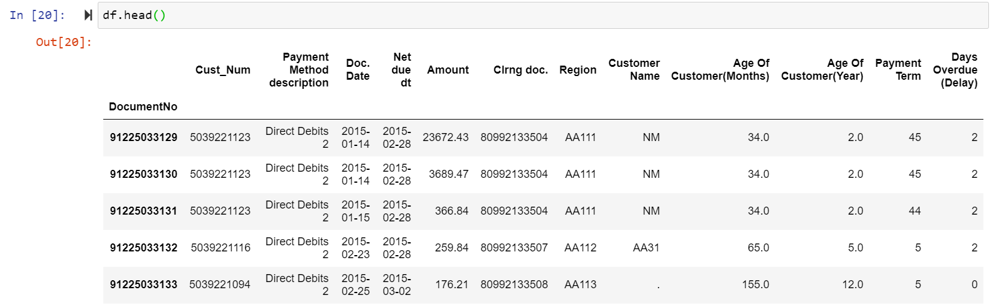 In [20]: df.head()
Out[20]:
Cust_Num Payment Method description Doc. Date Net due dt Amount Clrng doc. Region Customer Name Age Of Customer(Months) Age Of Customer(Year) Payment Term Days Overdue (Delay)
DocumentNo
91225033129 5039221123 Direct Debits 2 2015-01-14 2015-02-28 23672.43 80992133504 AA111 NM 34.0 2.0 45 2
91225033130 5039221123 Direct Debits 2 2015-01-14 2015-02-28 3689.47 80992133504 AA111 NM 34.0 2.0 45 2
91225033131 5039221123 Direct Debits 2 2015-01-15 2015-02-28 366.84 80992133504 AA111 NM 34.0 2.0 44 2
91225033132 5039221116 Direct Debits 2 2015-02-23 2015-02-28 259.84 80992133507 AA112 AA31 65.0 5.0 5 2
91225033133 5039221094 Direct Debits 2 2015-02-25 2015-03-02 176.21 80992133508 AA113 . 155.0 12.0 5 0